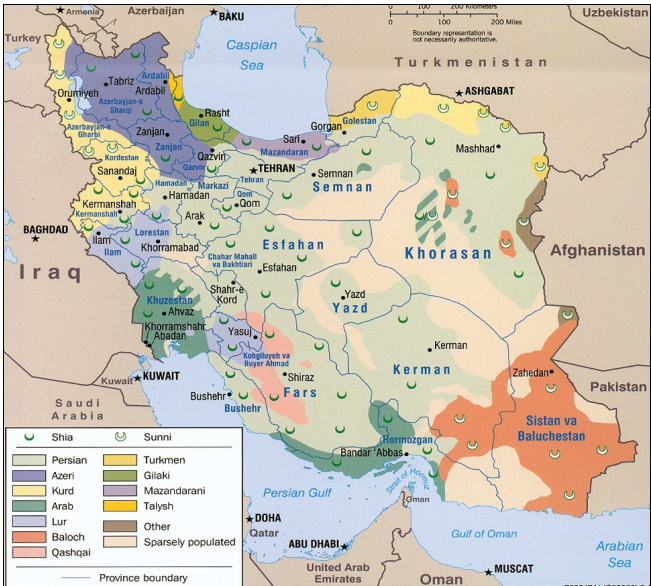 Armenia
Azerbaijan
BAKU
Caspian
Sea
0 100 200 Kilometers
0 200 Miles
Boundary representation is
not necessarily authoritative.
Uzbekistan
Turkey
Turkmenistan
ASHGABAT
Tabriz
Ardabil
Ardabil
Orumiyeh
Azarbayjan-e
Sharqi
Azerbayjan-e
Gharbi
Rasht
Gilan
Zanjan
Zanjan
Qazvin
Qazvin
Sari
Mazandaran
Gorgan
Golestan
Mashhad
Kordestan
Sanandaj
TEHRAN
Tehran
Semnan
Semnan
Hamadan
Hamadan
Markazi
Qom
Qom
Kermanshah
Kermanshah
Arak
BAGHDAD
Ilam
Ilam
Lorestan
Khorramabad
Esfahan
Esfahan
Khorasan
Afghanistan
Iraq
Chahar Mahall
va Bakhtiari
Shahr-e
Kord
Khuzestan
Ahvaz
Khorramshahr
Abadan
Yazd
Yazd
Yasuj
Kohgiluyeh va
Buyer Ahmad
Kerman
Kerman
Kuwait
KUWAIT
Saudi
Arabia
Shiraz
Fars
Bushehr
Bushehr
Zahedan
Pakistan
Sistan va
Baluchestan
Hormozgan
Bandar 'Abbas
Strait of Hormuz
Oman
Persian Gulf
DOHA
Qatar
ABU DHABI
United Arab
Emirates
Gulf of Oman
MUSCAT
Oman
Arabian
Sea
Shia
Sunni
Persian
Azeri
Kurd
Arab
Lur
Baloch
Qashqai
Turkmen
Gilaki
Mazandarani
Talysh
Other
Sparsely populated
Province boundary